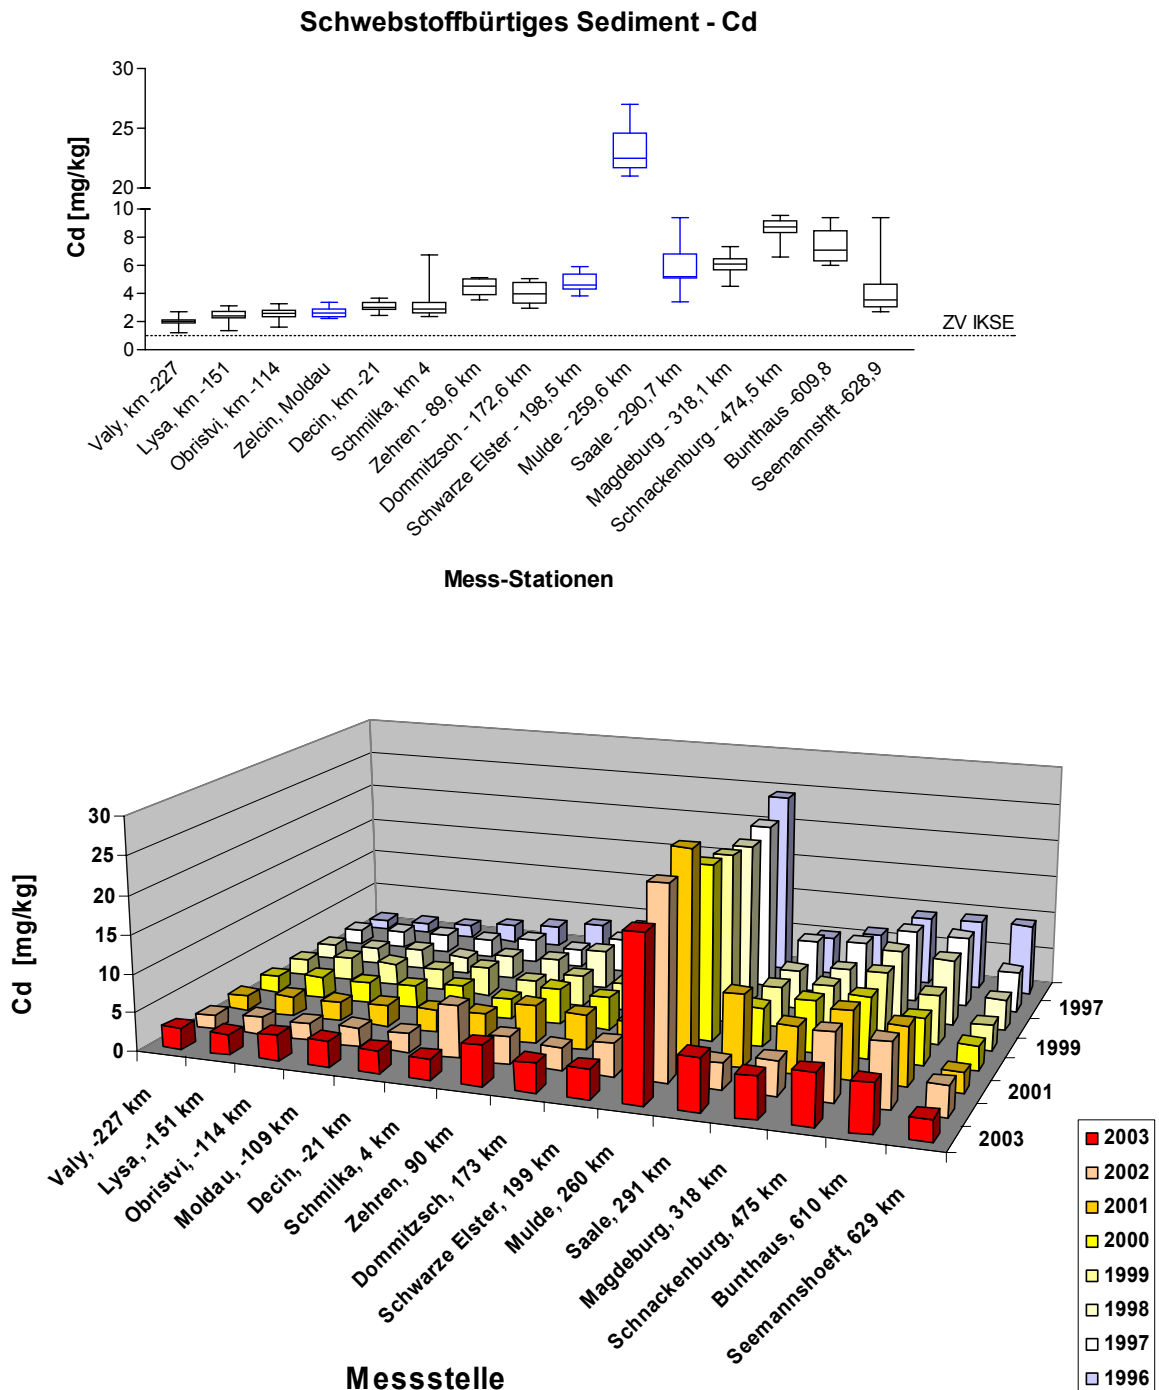 Schwebstoffbürtiges Sediment - Cd
Cd [mg/kg]
30
25
20
10
8
6
4
2
0
ZV IKSE
Valy, km -227
Lysa, km -151
Obristvi, km -114
Zelcin, Moldau
Decin, km -21
Schmilka, km 4
Zehren - 89,6 km
Dommitzsch - 172,6 km
Schwarze Elster - 198,5 km
Mulde - 259,6 km
Saale - 290,7 km
Magdeburg - 318,1 km
Schnackenburg - 474,5 km
Bunthaus -609,8
Seemannshft -628,9
Mess-Stationen
Cd [mg/kg]
30
25
20
15
10
5
0
Valy, -227 km
Lysa, -151 km
Obristvi, -114 km
Moldau, -109 km
Decin, -21 km
Schmilka, 4 km
Zehren, 90 km
Dommitzsch, 173 km
Schwarze Elster, 199 km
Mulde, 260 km
Saale, 291 km
Magdeburg, 318 km
Schnackenburg, 475 km
Bunthaus, 610 km
Seemannshoeft, 629 km
1997
1999
2001
2003
Messstelle
2003
2002
2001
2000
1999
1998
1997
1996